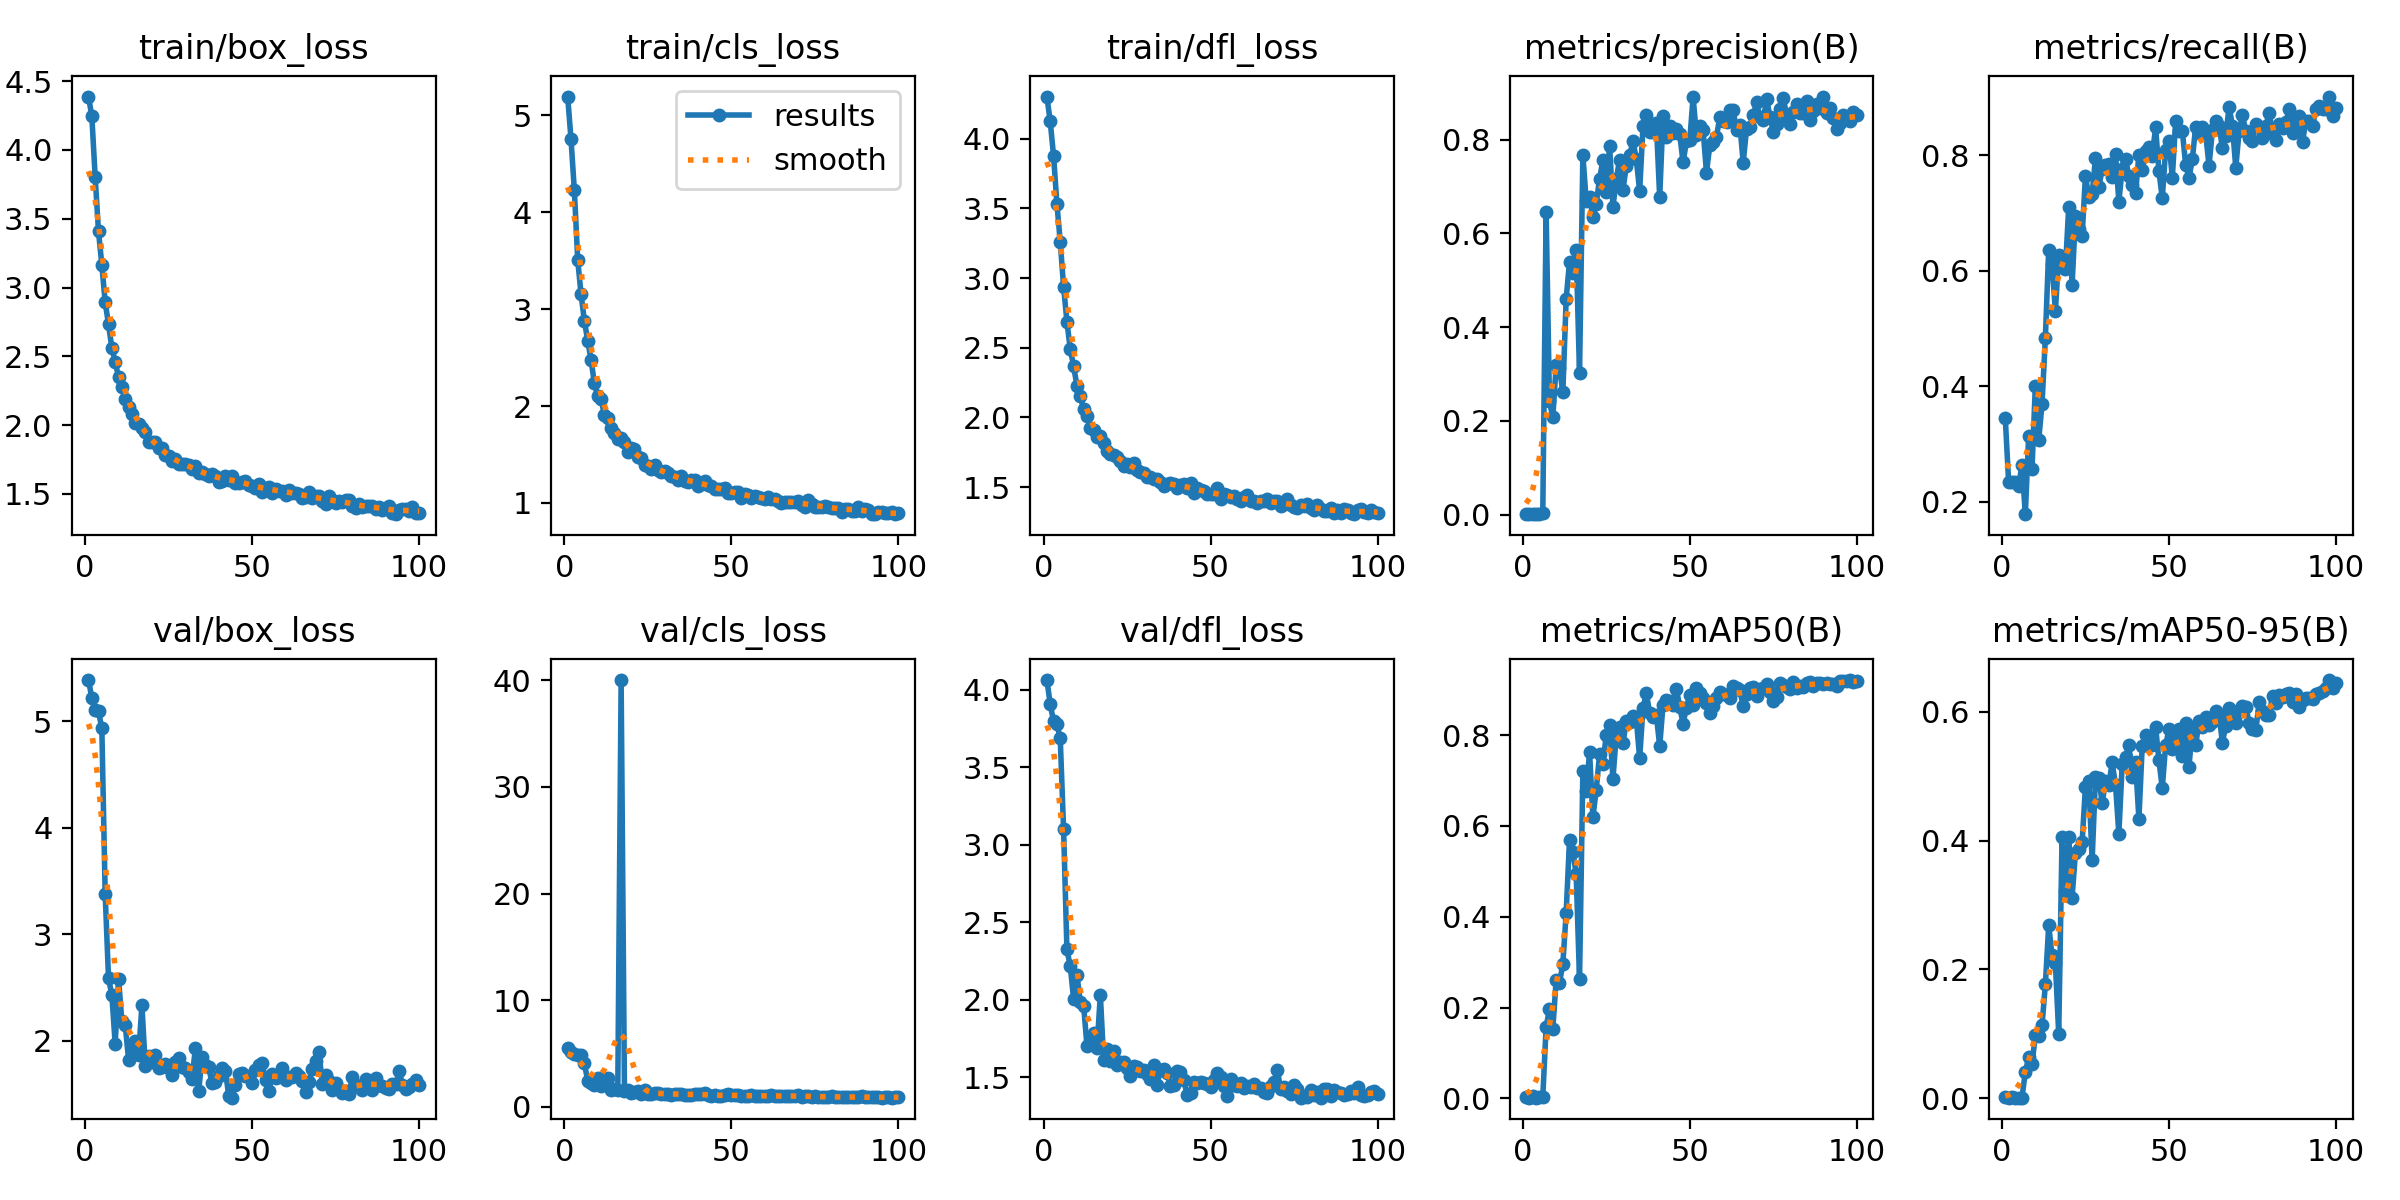 train/box_loss
4.5
4.0
3.5
3.0
2.5
2.0
1.5
0 50 100
train/cls_loss
results
smooth
5
4
3
2
1
0 50 100
train/dfl_loss
4.0
3.5
3.0
2.5
2.0
1.5
0 50 100
metrics/precision(B)
0.8
0.6
0.4
0.2
0.0
0 50 100
metrics/recall(B)
0.8
0.6
0.4
0.2
0 50 100
val/box_loss
5
4
3
2
0 50 100
val/cls_loss
40
30
20
10
0
0 50 100
val/dfl_loss
4.0
3.5
3.0
2.5
2.0
1.5
0 50 100
metrics/mAP50(B)
0.8
0.6
0.4
0.2
0.0
0 50 100
metrics/mAP50-95(B)
0.6
0.4
0.2
0.0
0 50 100